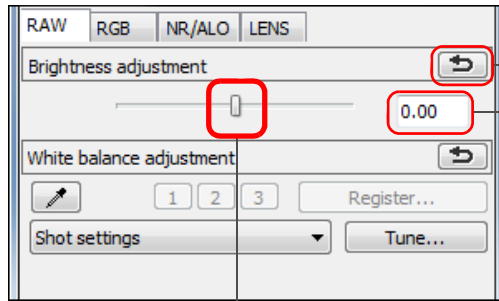 RAW RGB NR/ALO LENS
Brightness adjustment
0.00
White balance adjustment
1 2 3 Register...
Shot settings Tune...